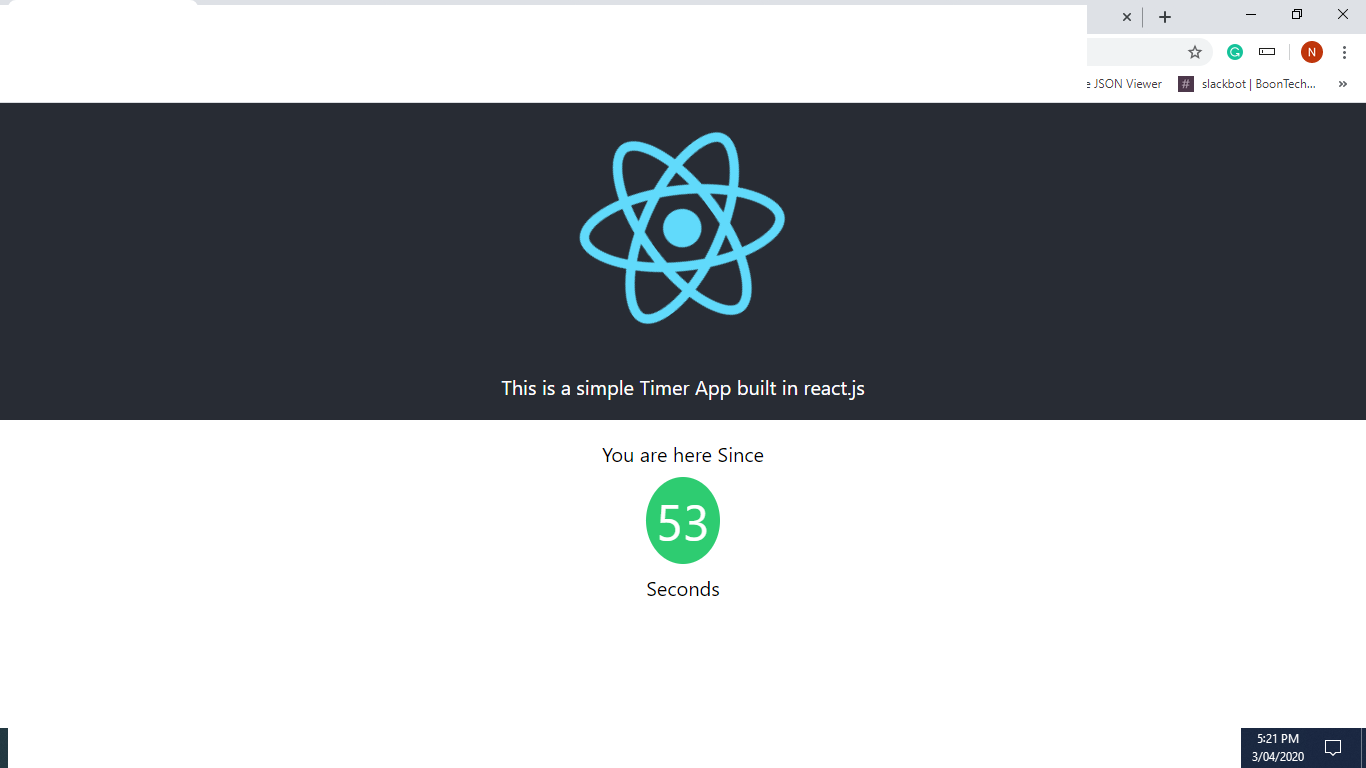 N
e JSON Viewer
# slackbot | BoonTech...
This is a simple Timer App built in react.js
You are here Since
53
Seconds
5:21 PM
3/04/2020